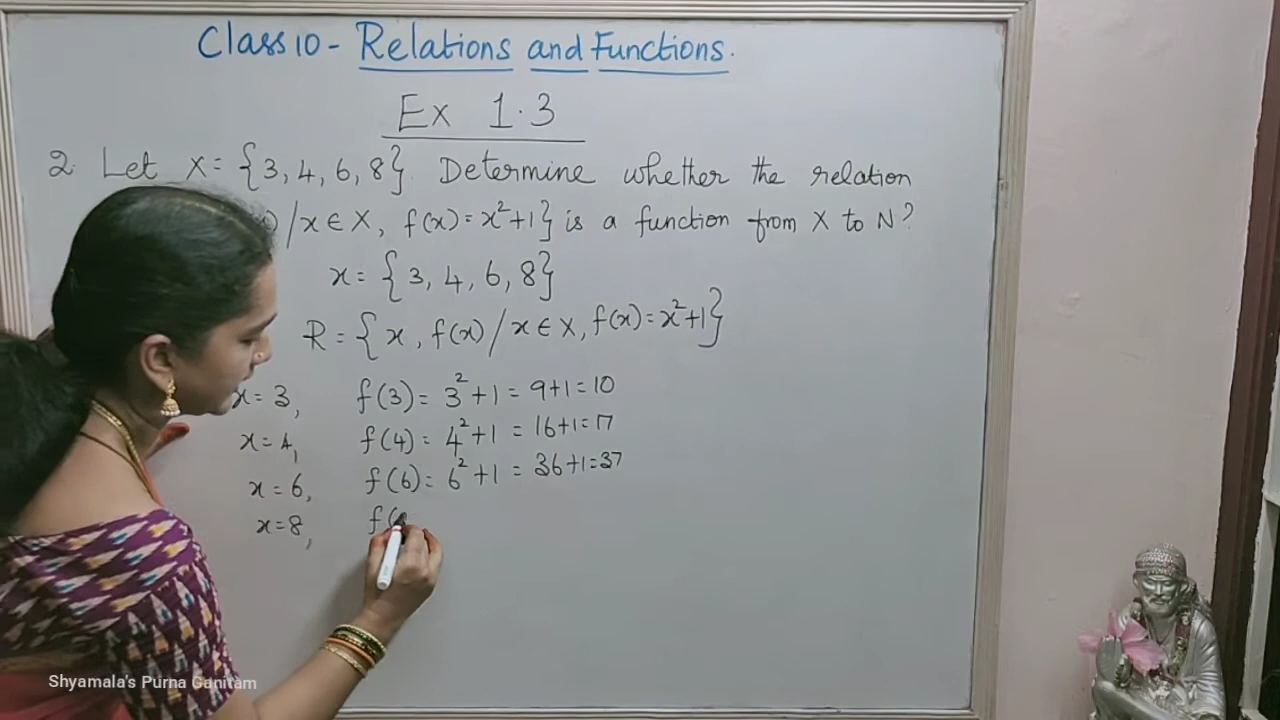 Class 10 - Relations and Functions.
Ex 1.3
2. Let X = {3, 4, 6, 8}. Determine whether the relation
) / x ∈ X, f(x) = x² + 1} is a function from X to N?
x = {3, 4, 6, 8}
R = {x, f(x) / x ∈ X, f(x) = x² + 1}
x = 3, f(3) = 3² + 1 = 9+1 = 10
x = 4, f(4) = 4² + 1 = 16+1 = 17
x = 6, f(6) = 6² + 1 = 36+1 = 37
x = 8, f(
Shyamala's Purna Ganitam